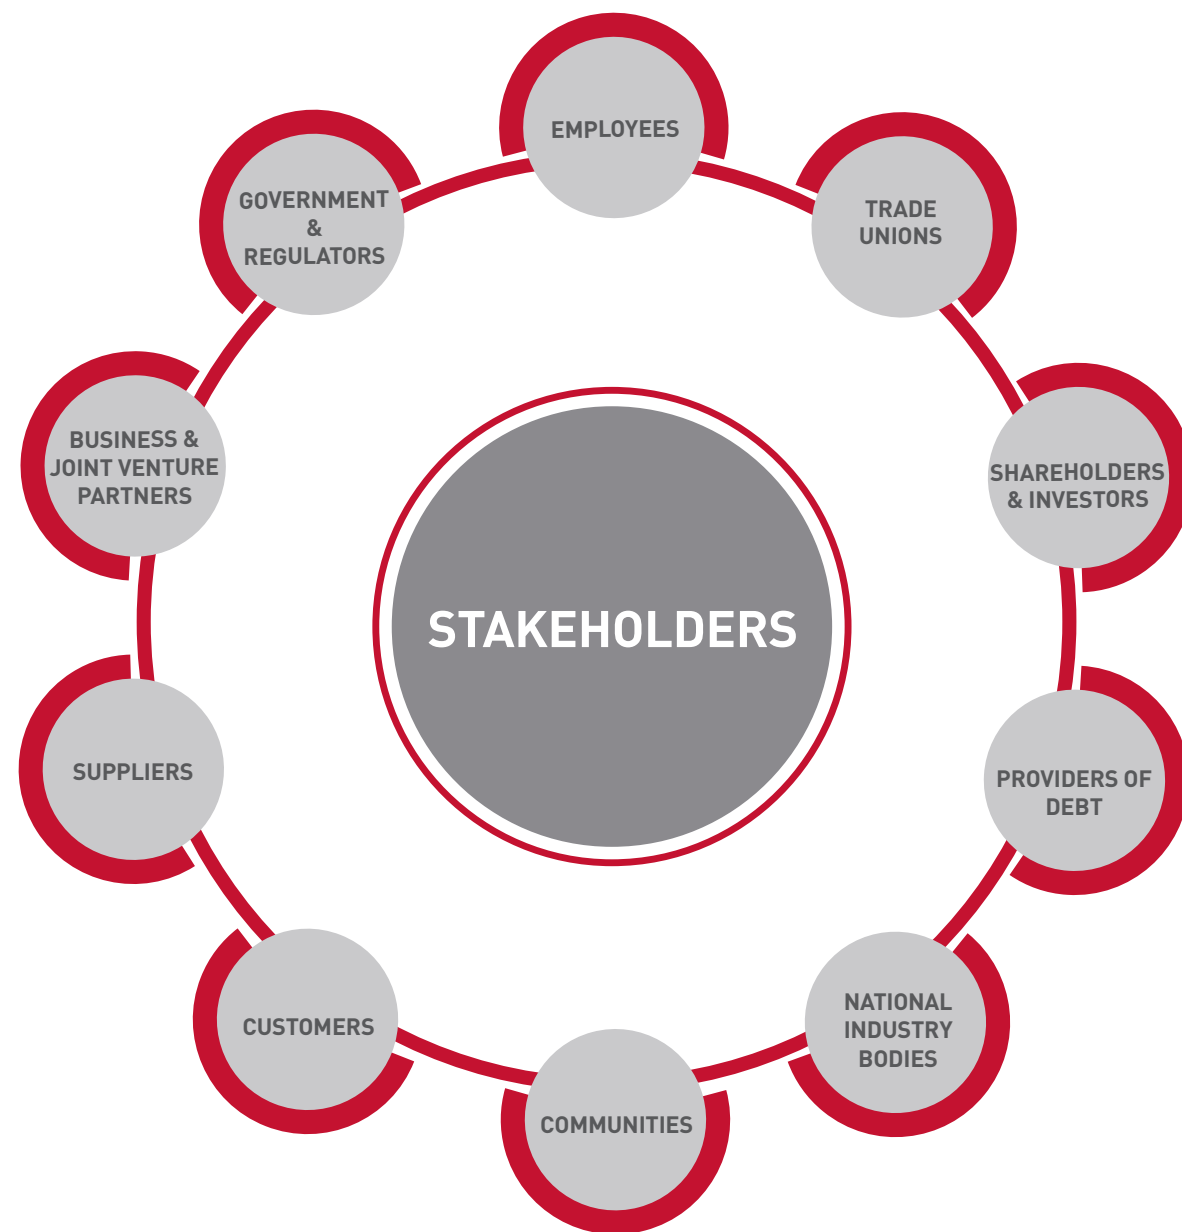 EMPLOYEES
TRADE
UNIONS
SHAREHOLDERS
& INVESTORS
PROVIDERS OF
DEBT
NATIONAL
INDUSTRY
BODIES
COMMUNITIES
CUSTOMERS
SUPPLIERS
BUSINESS &
JOINT VENTURE
PARTNERS
GOVERNMENT
&
REGULATORS
STAKEHOLDERS